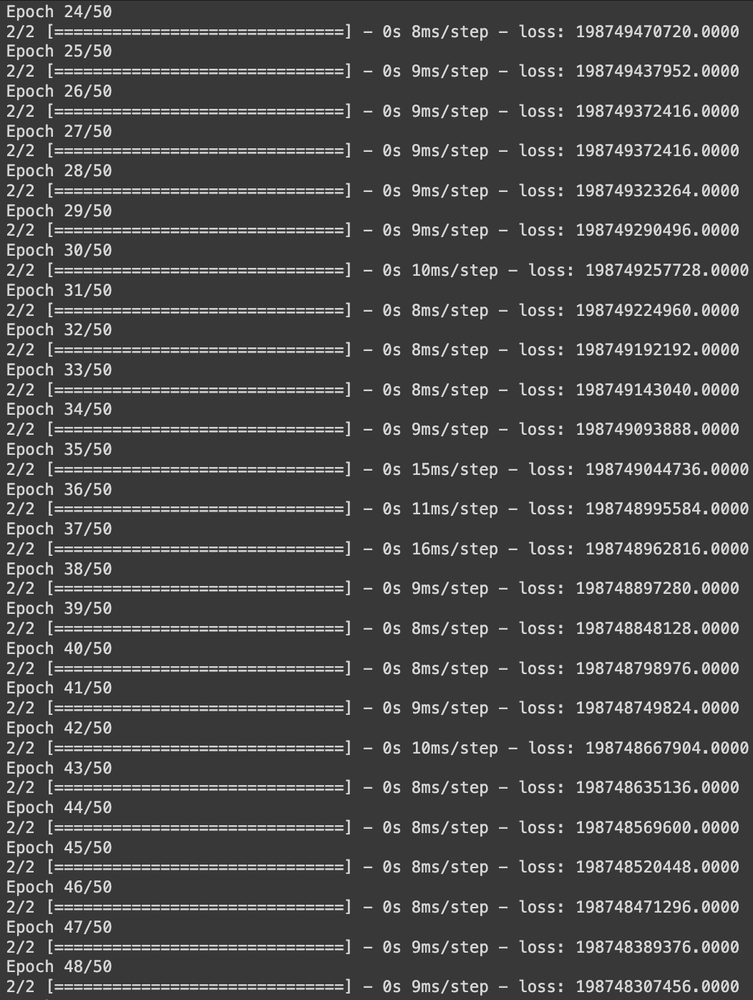 Epoch 24/50
2/2 [==============================] - 0s 8ms/step - loss: 198749470720.0000
Epoch 25/50
2/2 [==============================] - 0s 9ms/step - loss: 198749437952.0000
Epoch 26/50
2/2 [==============================] - 0s 9ms/step - loss: 198749372416.0000
Epoch 27/50
2/2 [==============================] - 0s 9ms/step - loss: 198749372416.0000
Epoch 28/50
2/2 [==============================] - 0s 9ms/step - loss: 198749323264.0000
Epoch 29/50
2/2 [==============================] - 0s 9ms/step - loss: 198749290496.0000
Epoch 30/50
2/2 [==============================] - 0s 10ms/step - loss: 198749257728.0000
Epoch 31/50
2/2 [==============================] - 0s 8ms/step - loss: 198749224960.0000
Epoch 32/50
2/2 [==============================] - 0s 8ms/step - loss: 198749192192.0000
Epoch 33/50
2/2 [==============================] - 0s 8ms/step - loss: 198749143040.0000
Epoch 34/50
2/2 [==============================] - 0s 9ms/step - loss: 198749093888.0000
Epoch 35/50
2/2 [==============================] - 0s 15ms/step - loss: 198749044736.0000
Epoch 36/50
2/2 [==============================] - 0s 11ms/step - loss: 198748995584.0000
Epoch 37/50
2/2 [==============================] - 0s 16ms/step - loss: 198748962816.0000
Epoch 38/50
2/2 [==============================] - 0s 9ms/step - loss: 198748897280.0000
Epoch 39/50
2/2 [==============================] - 0s 8ms/step - loss: 198748848128.0000
Epoch 40/50
2/2 [==============================] - 0s 8ms/step - loss: 198748798976.0000
Epoch 41/50
2/2 [==============================] - 0s 9ms/step - loss: 198748749824.0000
Epoch 42/50
2/2 [==============================] - 0s 10ms/step - loss: 198748667904.0000
Epoch 43/50
2/2 [==============================] - 0s 8ms/step - loss: 198748635136.0000
Epoch 44/50
2/2 [==============================] - 0s 8ms/step - loss: 198748569600.0000
Epoch 45/50
2/2 [==============================] - 0s 8ms/step - loss: 198748520448.0000
Epoch 46/50
2/2 [==============================] - 0s 8ms/step - loss: 198748471296.0000
Epoch 47/50
2/2 [==============================] - 0s 9ms/step - loss: 198748389376.0000
Epoch 48/50
2/2 [==============================] - 0s 9ms/step - loss: 198748307456.0000